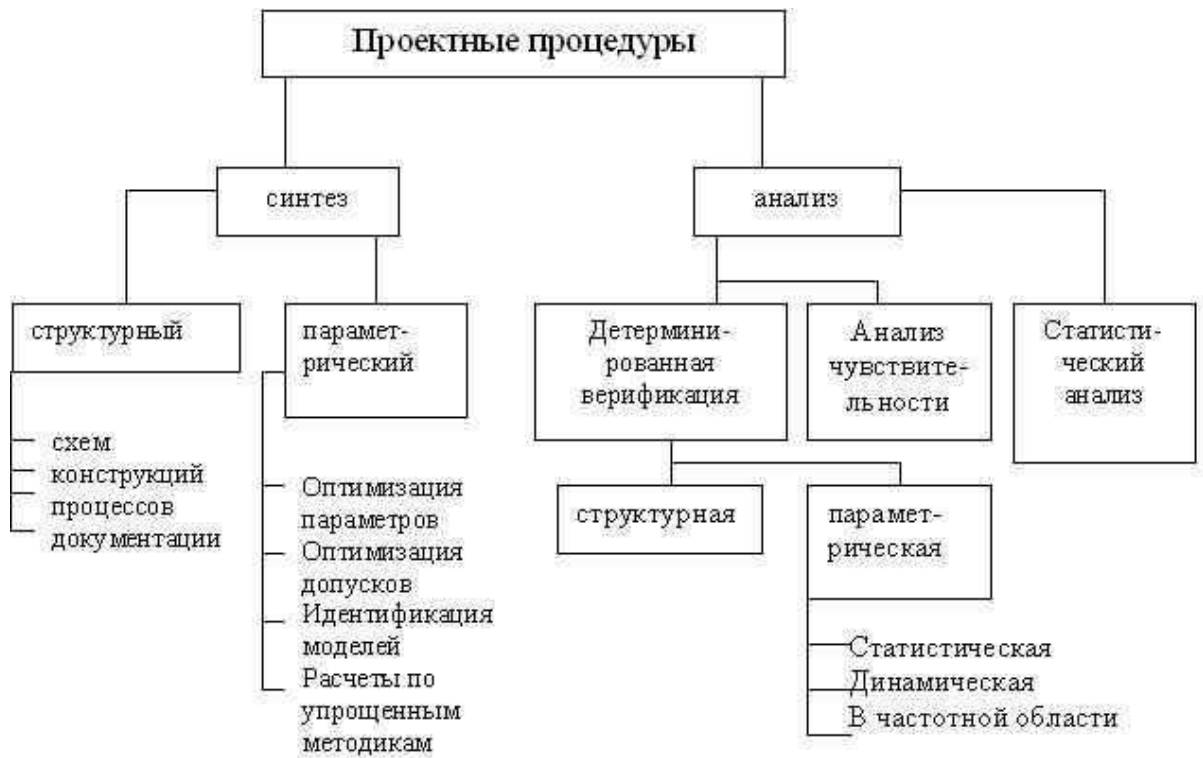 Проектные процедуры
синтез
анализ
структурный
парамет-
рический
Детермини-
рованная
верификация
Анализ
чувствите-
льности
Статисти-
ческий
анализ
схем
конструкций
процессов
документации
Оптимизация
параметров
Оптимизация
допусков
Идентификация
моделей
Расчеты по
упрощенным
методикам
структурная
парамет-
рическая
Статистическая
Динамическая
В частотной области